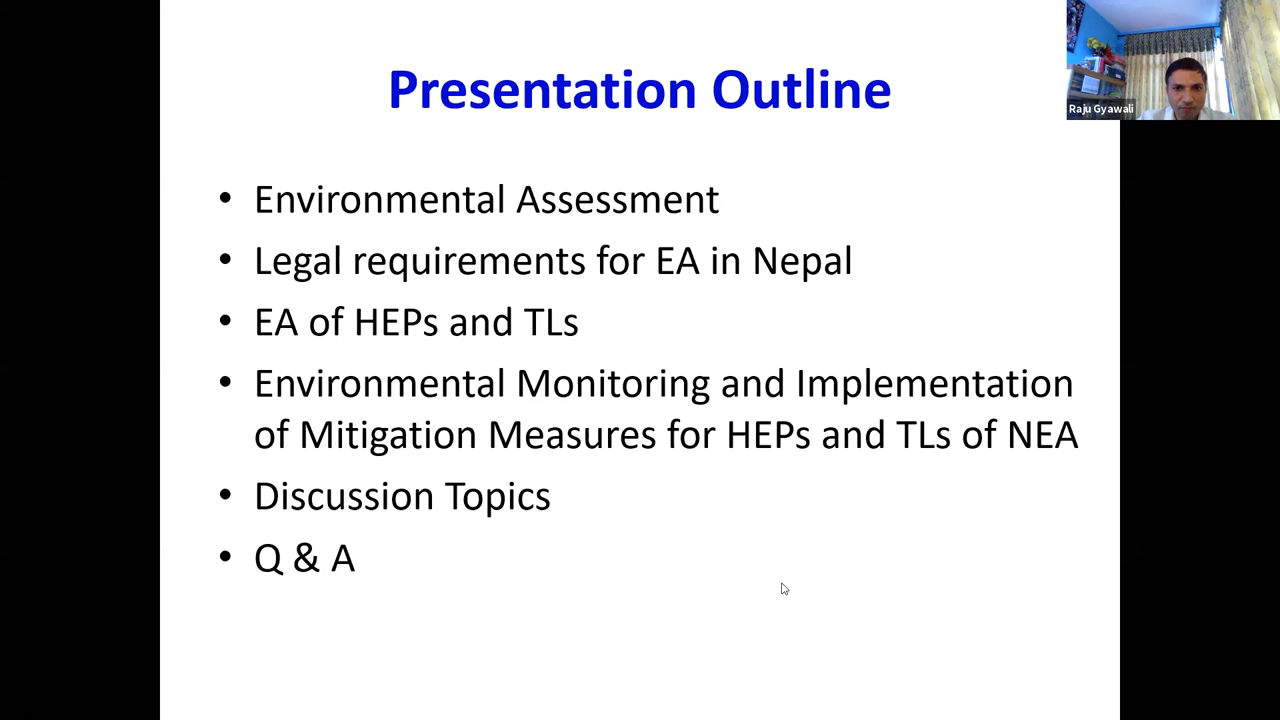 Presentation Outline
Raju Gyawali
• Environmental Assessment
• Legal requirements for EA in Nepal
• EA of HEPs and TLs
• Environmental Monitoring and Implementation
of Mitigation Measures for HEPs and TLs of NEA
• Discussion Topics
• Q & A